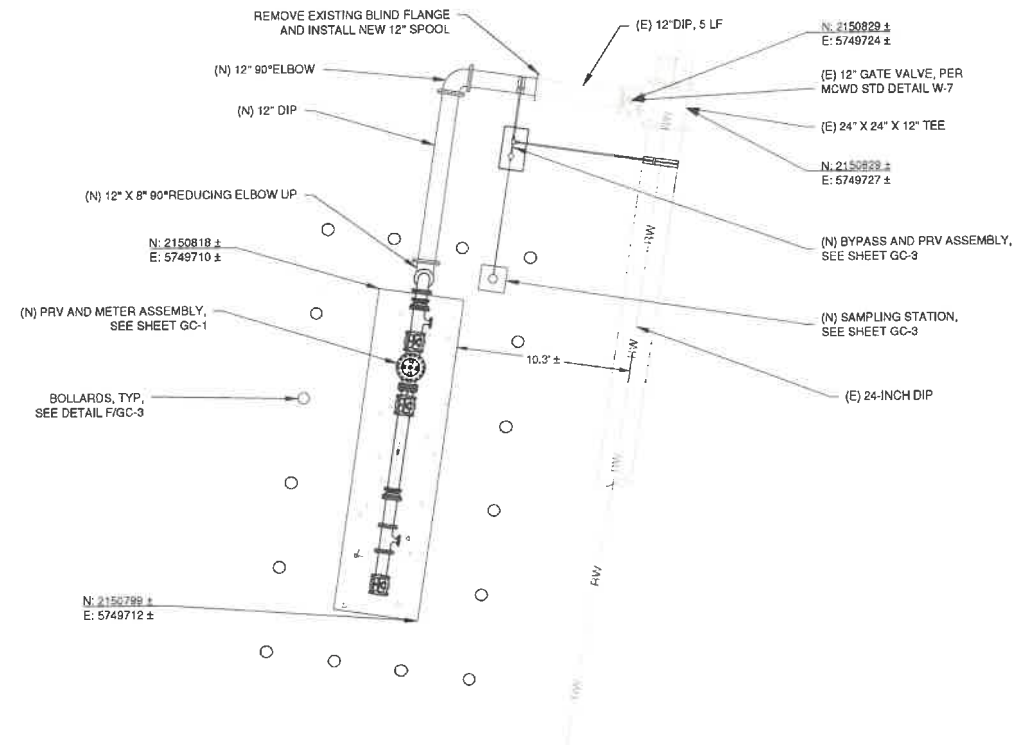 REMOVE EXISTING BLIND FLANGE
AND INSTALL NEW 12" SPOOL
(E) 12"DIP, 5 LF
N: 2150829 ±
E: 5749724 ±
(N) 12" 90°ELBOW
(E) 12" GATE VALVE, PER
MCWD STD DETAIL W-7
(N) 12" DIP
(E) 24" X 24" X 12" TEE
RW
N: 2150829 ±
E: 5749727 ±
(N) 12" X 8" 90°REDUCING ELBOW UP
N: 2150818 ±
E: 5749710 ±
RW
(N) BYPASS AND PRV ASSEMBLY,
SEE SHEET GC-3
(N) PRV AND METER ASSEMBLY,
SEE SHEET GC-1
(N) SAMPLING STATION,
SEE SHEET GC-3
10.3' ±
RW
BOLLARDS, TYP,
SEE DETAIL F/GC-3
(E) 24-INCH DIP
RW
RW
N: 2150799 ±
E: 5749712 ±
RW